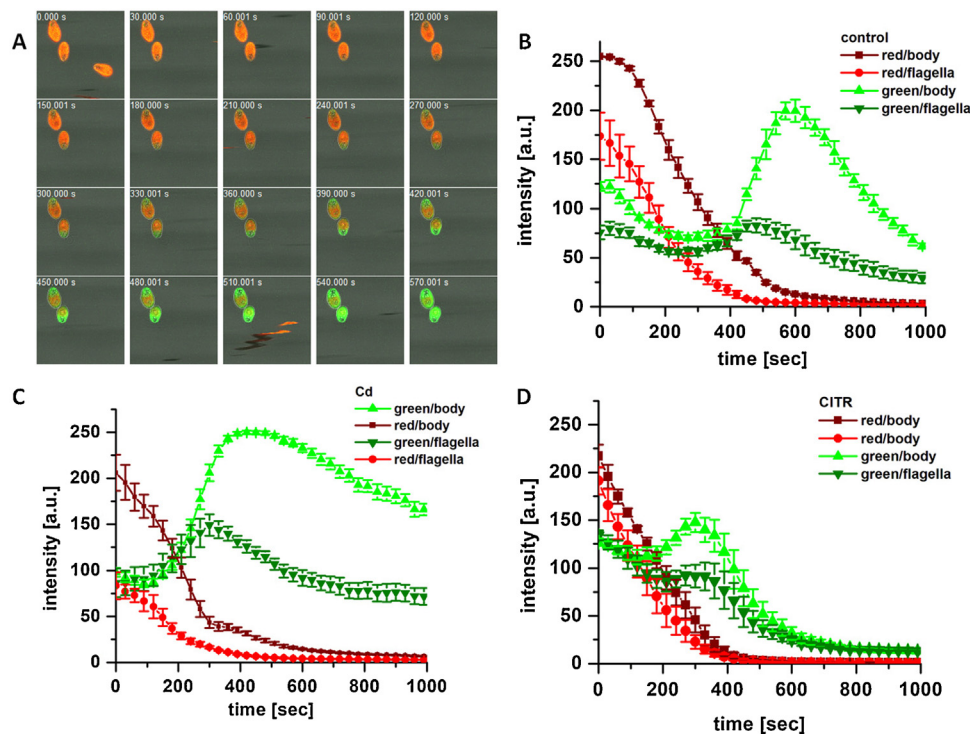 A
0.000 s
30.000 s
60.001 s
90.001 s
120.000 s
150 001 s
180 000 s
210 000 s
240 001 s
270 000 s
300 000 s
330 001 s
360 000 s
390 000 s
420 001 s
450 000 s
480 001 s
510 001 s
540 000 s
570 001 s
B
control
red/body
red/flagella
green/body
green/flagella
intensity [a.u.]
250
200
150
100
50
0
0 200 400 600 800 1000
time [sec]
C
Cd
green/body
red/body
green/flagella
red/flagella
intensity [a.u.]
250
200
150
100
50
0
0 200 400 600 800 1000
time [sec]
D
CITR
red/body
red/body
green/body
green/flagella
intensity [a.u.]
250
200
150
100
50
0
0 200 400 600 800 1000
time [sec]